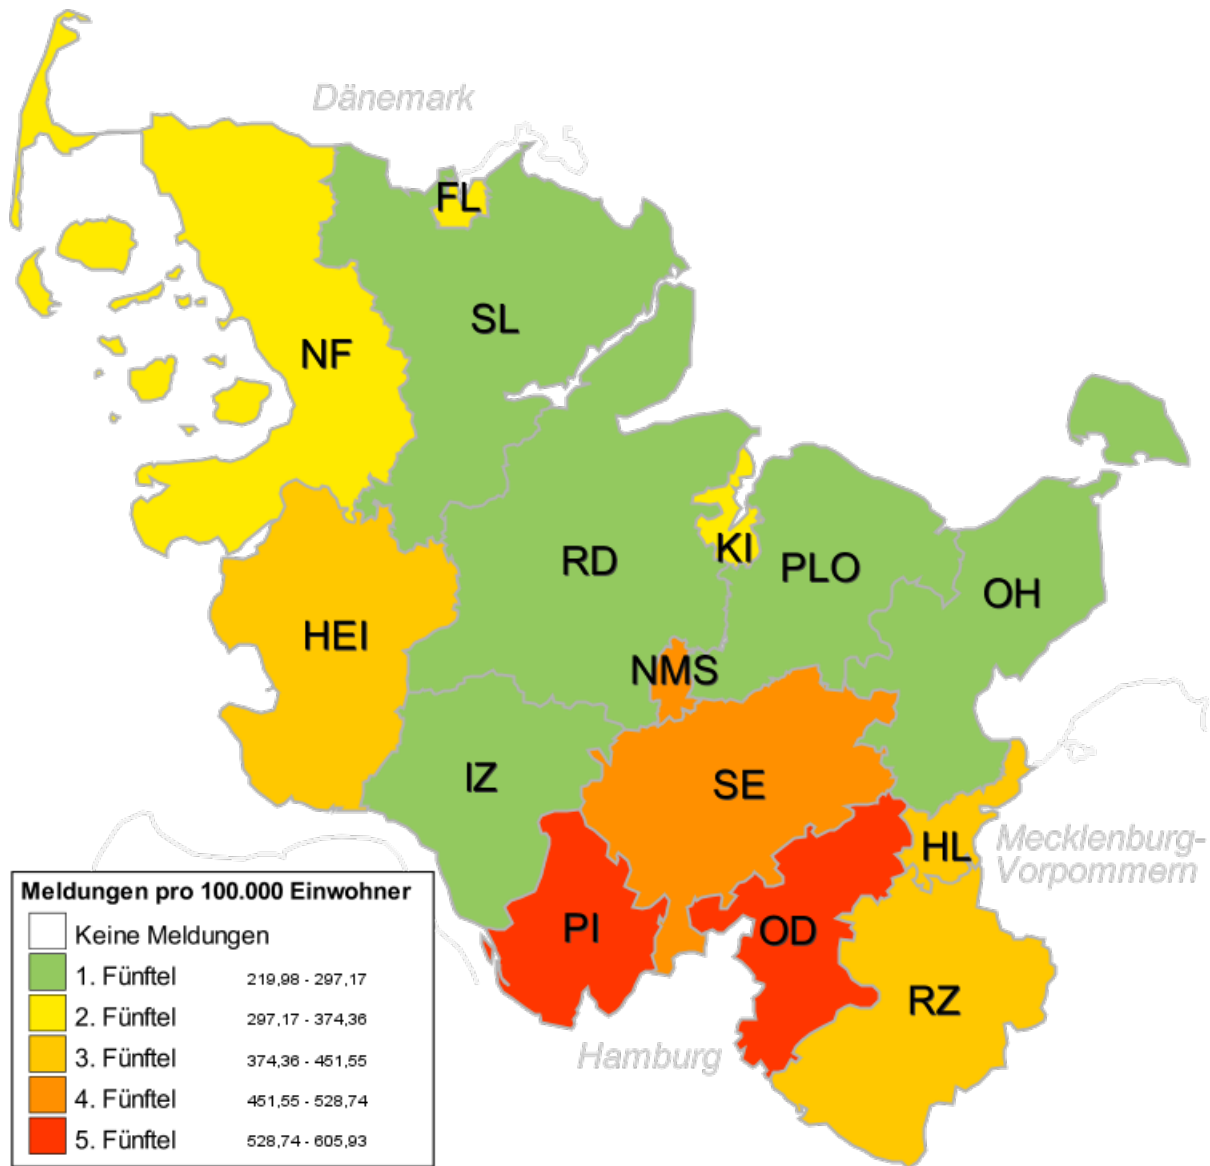 Dänemark
FL
SL
NF
RD
KI
PLO
OH
HEI
NMS
IZ
SE
HL
Mecklenburg-
Vorpommern
PI
OD
RZ
Hamburg
Meldungen pro 100.000 Einwohner
Keine Meldungen
1. Fünftel 219,98 - 297,17
2. Fünftel 297,17 - 374,36
3. Fünftel 374,36 - 451,55
4. Fünftel 451,55 - 528,74
5. Fünftel 528,74 - 605,93